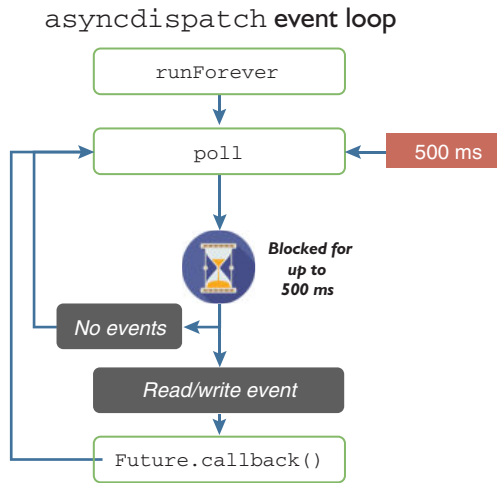 asyncdispatch event loop
runForever
poll
500 ms
Blocked for
up to
500 ms
No events
Read/write event
Future.callback()